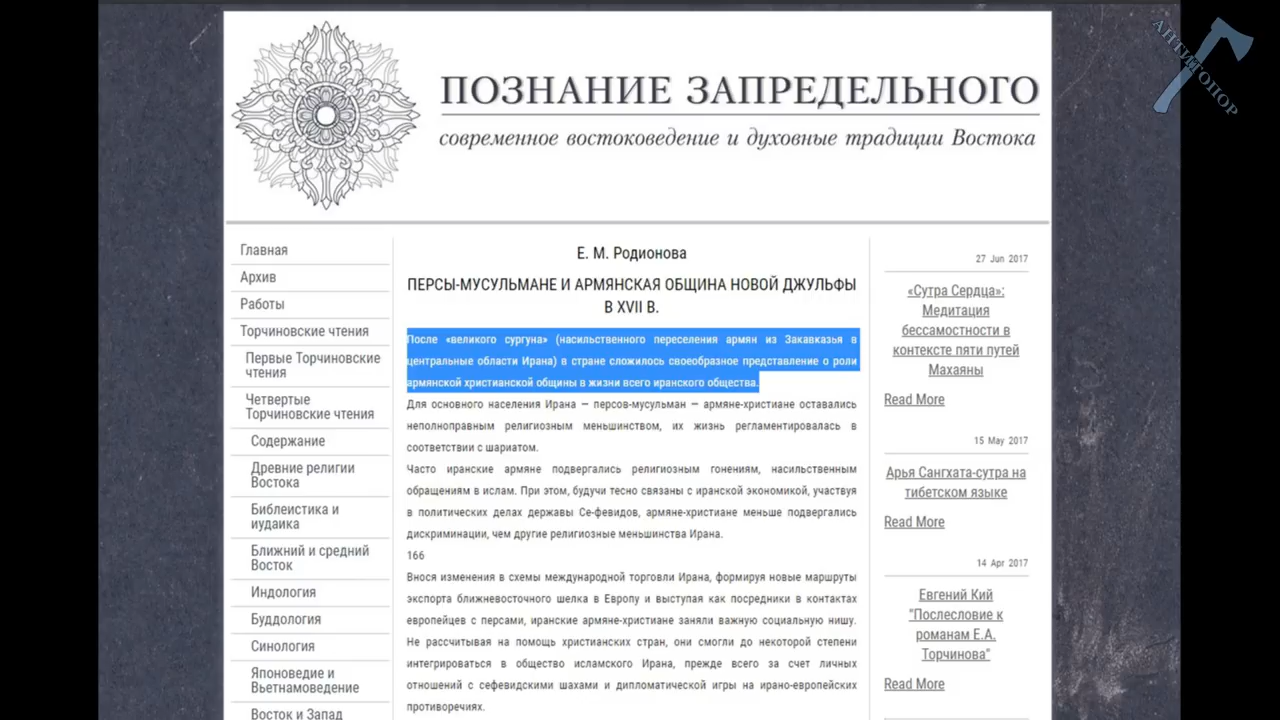 АНТИТОПОР
ПОЗНАНИЕ ЗАПРЕДЕЛЬНОГО
современное востоковедение и духовные традиции Востока
Главная
Архив
Работы
Торчиновские чтения
Первые Торчиновские
чтения
Четвертые
Торчиновские чтения
Содержание
Древние религии
Востока
Библеистика и
иудаика
Ближний и средний
Восток
Индология
Буддология
Синология
Японоведение и
Вьетнамоведение
Восток и Запад
Е. М. Родионова
ПЕРСЫ-МУСУЛЬМАНЕ И АРМЯНСКАЯ ОБЩИНА НОВОЙ ДЖУЛЬФЫ
В XVII В.
После «великого сургуна» (насильственного переселения армян из Закавказья в
центральные области Ирана) в стране сложилось своеобразное представление о роли
армянской христианской общины в жизни всего иранского общества.
Для основного населения Ирана — персов-мусульман — армяне-христиане оставались
неполноправным религиозным меньшинством, их жизнь регламентировалась в
соответствии с шариатом.
Часто иранские армяне подвергались религиозным гонениям, насильственным
обращениям в ислам. При этом, будучи тесно связаны с иранской экономикой, участвуя
в политических делах державы Се-февидов, армяне-христиане меньше подвергались
дискриминации, чем другие религиозные меньшинства Ирана.
166
Внося изменения в схемы международной торговли Ирана, формируя новые маршруты
экспорта ближневосточного шелка в Европу и выступая как посредники в контактах
европейцев с персами, иранские армяне-христиане заняли важную социальную нишу.
Не рассчитывая на помощь христианских стран, они смогли до некоторой степени
интегрироваться в общество исламского Ирана, прежде всего за счет личных
отношений с сефевидскими шахами и дипломатической игры на ирано-европейских
противоречиях.
27 Jun 2017
«Сутра Сердца»:
Медитация
бессамостности в
контексте пяти путей
Махаяны
Read More
15 May 2017
Арья Сангхата-сутра на
тибетском языке
Read More
14 Apr 2017
Евгений Кий
"Послесловие к
романам Е.А.
Торчинова"
Read More